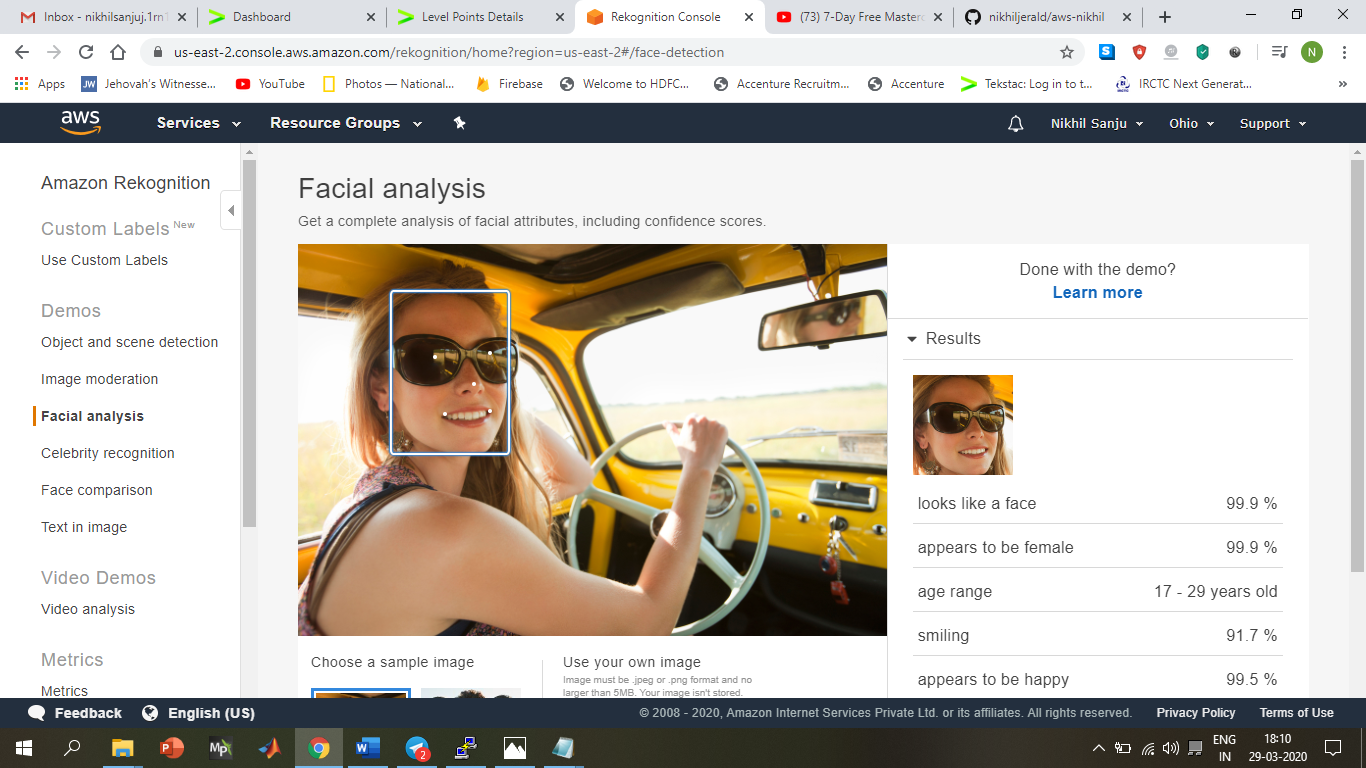 Inbox - nikhilsanjuj.1rn1
Dashboard
Level Points Details
Rekognition Console
(73) 7-Day Free Masterc
nikhiljerald/aws-nikhil
us-east-2.console.aws.amazon.com/rekognition/home?region=us-east-2#/face-detection
N
Apps
JW
Jehovah's Witnesse...
YouTube
Photos — National...
Firebase
Welcome to HDFC...
Accenture Recruitm...
Accenture
Tekstac: Log in to t...
IRCTC Next Generat...
aws
Services
Resource Groups
Nikhil Sanju
Ohio
Support
Amazon Rekognition
Custom Labels New
Use Custom Labels
Demos
Object and scene detection
Image moderation
Facial analysis
Celebrity recognition
Face comparison
Text in image
Video Demos
Video analysis
Metrics
Metrics
Facial analysis
Get a complete analysis of facial attributes, including confidence scores.
Choose a sample image
Use your own image
Image must be .jpeg or .png format and no
larger than 5MB. Your image isn't stored.
Done with the demo?
Learn more
Results
looks like a face 99.9 %
appears to be female 99.9 %
age range 17 - 29 years old
smiling 91.7 %
appears to be happy 99.5 %
Feedback
English (US)
© 2008 - 2020, Amazon Internet Services Private Ltd. or its affiliates. All rights reserved.
Privacy Policy
Terms of Use
2
ENG
IN
18:10
29-03-2020